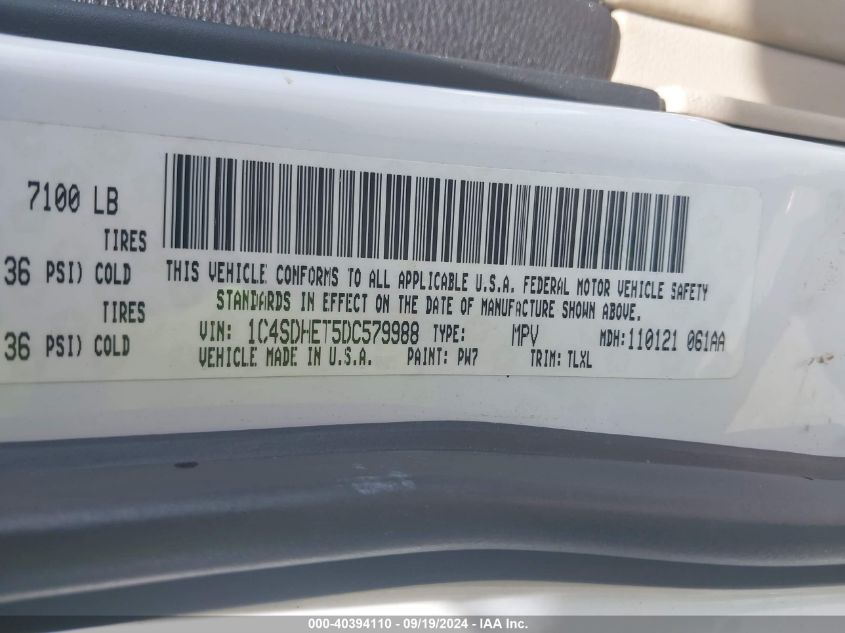 7100 LB
TIRES
36 PSI) COLD
TIRES
36 PSI) COLD
THIS VEHICLE CONFORMS TO ALL APPLICABLE U.S.A. FEDERAL MOTOR VEHICLE SAFETY
STANDARDS IN EFFECT ON THE DATE OF MANUFACTURE SHOWN ABOVE.
VIN: 1C4SDHET5DC579988 TYPE: MPV MDH:110121 061AA
VEHICLE MADE IN U.S.A. PAINT: PW7 TRIM: TLXL
000-40394110 - 09/19/2024 - IAA Inc.